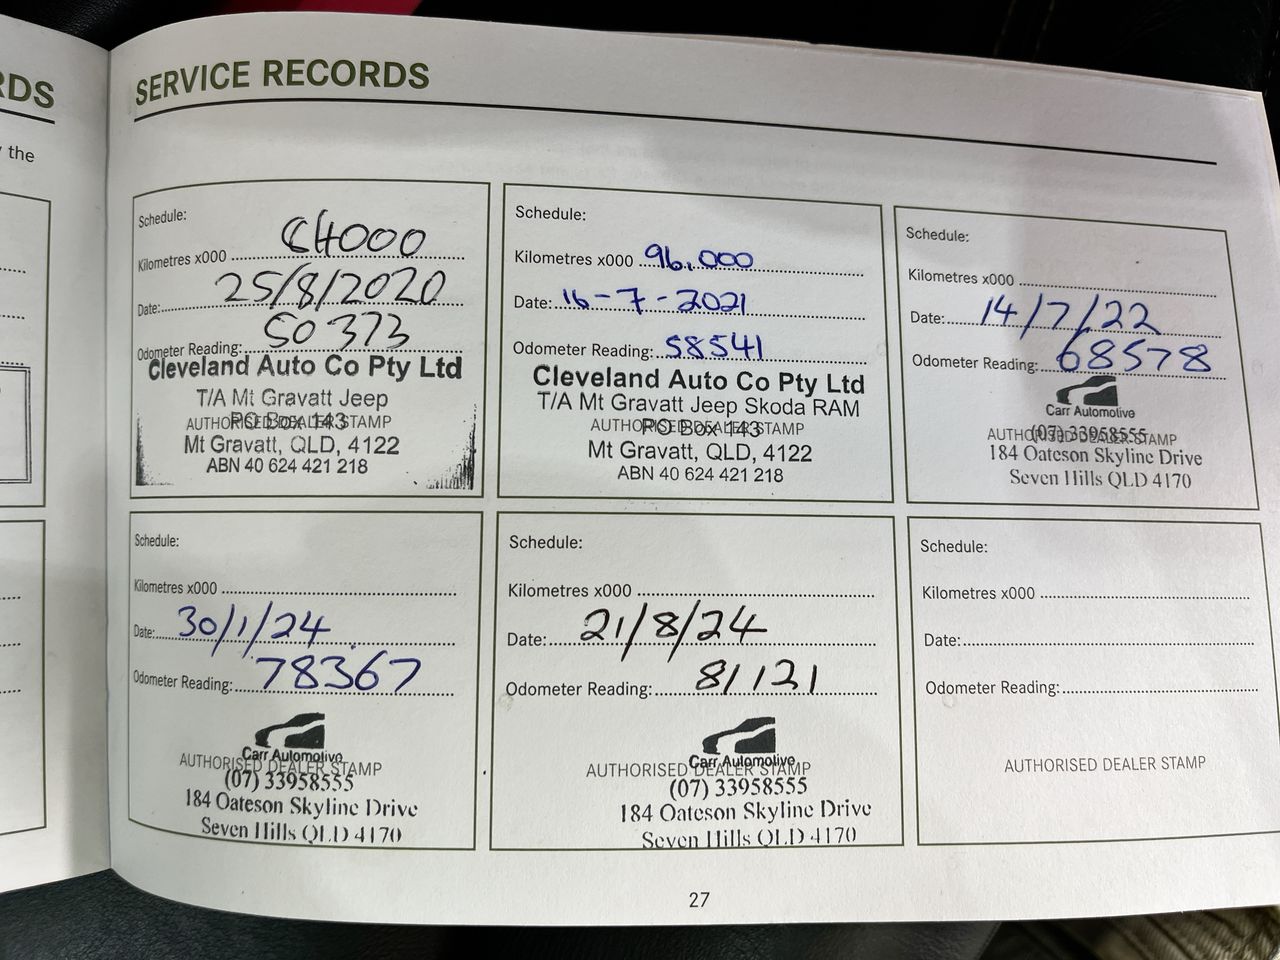 RDS
the
SERVICE RECORDS
Schedule:
Kilometres x000 84000
Date: 25/8/2020
Odometer Reading: 50 373
Cleveland Auto Co Pty Ltd
T/A Mt Gravatt Jeep
PO Box 143
AUTHORISED DEALER STAMP
Mt Gravatt, QLD, 4122
ABN 40 624 421 218
Schedule:
Kilometres x000 96.000
Date: 16-7-2021
Odometer Reading: 58541
Cleveland Auto Co Pty Ltd
T/A Mt Gravatt Jeep Skoda RAM
PO Box 143
AUTHORISED DEALER STAMP
Mt Gravatt, QLD, 4122
ABN 40 624 421 218
Schedule:
Kilometres x000
Date: 14/7/22
Odometer Reading: 68578
Carr Automotive
(07) 33958555
AUTHORISED DEALER STAMP
184 Oateson Skyline Drive
Seven Hills QLD 4170
Schedule:
Kilometres x000
Date: 30/1/24
Odometer Reading: 78367
Carr Automotive
AUTHORISED DEALER STAMP
(07) 33958555
184 Oateson Skyline Drive
Seven Hills QLD 4170
Schedule:
Kilometres x000
Date: 21/8/24
Odometer Reading: 81121
Carr Automotive
AUTHORISED DEALER STAMP
(07) 33958555
184 Oateson Skyline Drive
Seven Hills QLD 4170
Schedule:
Kilometres x000
Date:
Odometer Reading:
AUTHORISED DEALER STAMP
27